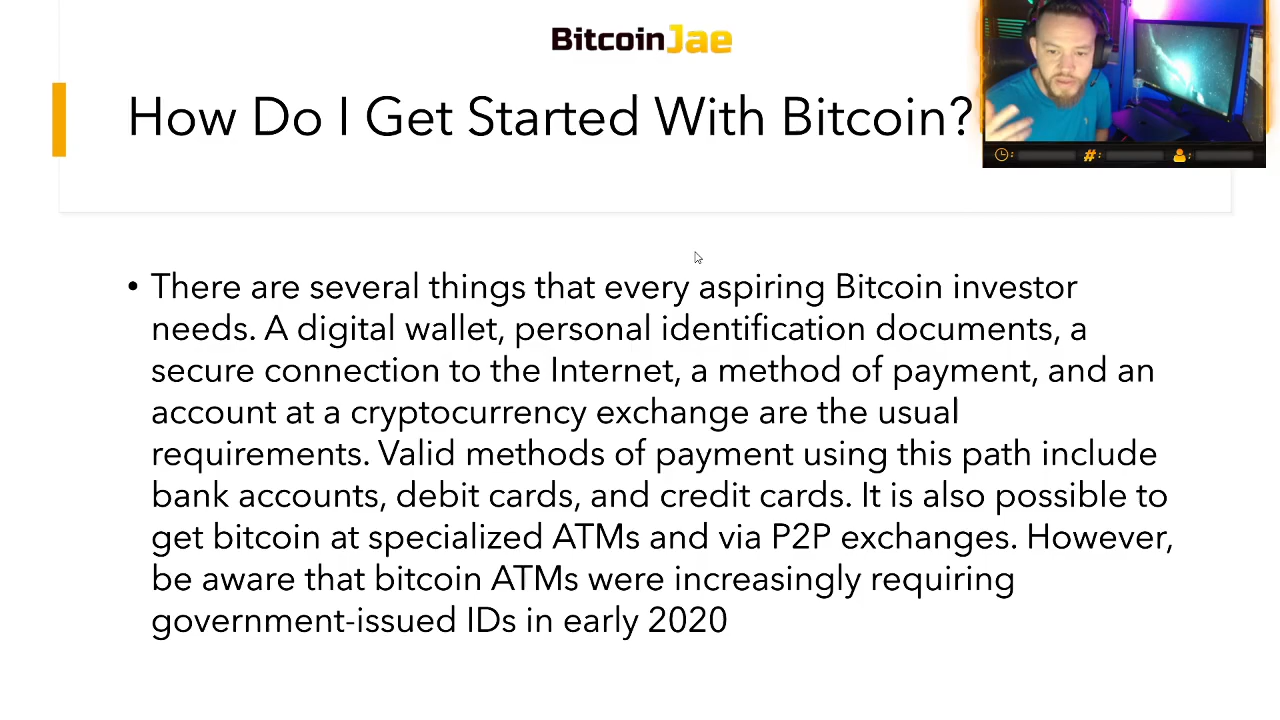 BitcoinJae
How Do I Get Started With Bitcoin?
#:
• There are several things that every aspiring Bitcoin investor
needs. A digital wallet, personal identification documents, a
secure connection to the Internet, a method of payment, and an
account at a cryptocurrency exchange are the usual
requirements. Valid methods of payment using this path include
bank accounts, debit cards, and credit cards. It is also possible to
get bitcoin at specialized ATMs and via P2P exchanges. However,
be aware that bitcoin ATMs were increasingly requiring
government-issued IDs in early 2020